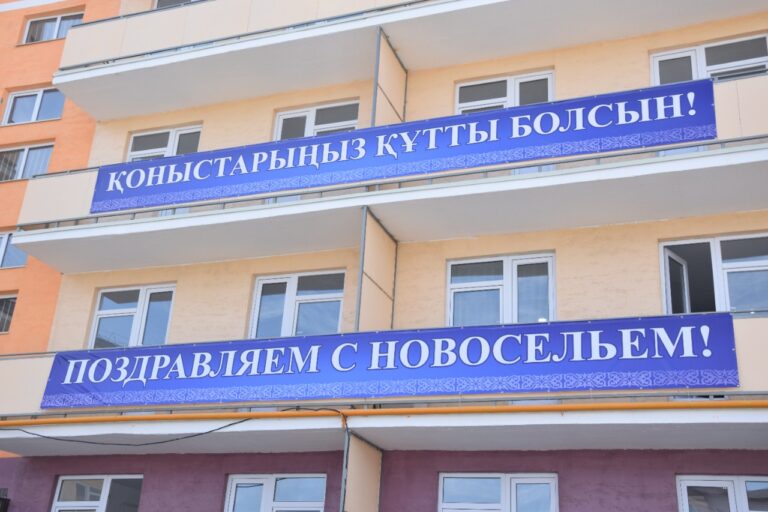 ҚОНЫСТАРЫҢЫЗ ҚҰТТЫ БОЛСЫН!
ПОЗДРАВЛЯЕМ С НОВОСЕЛЬЕМ!